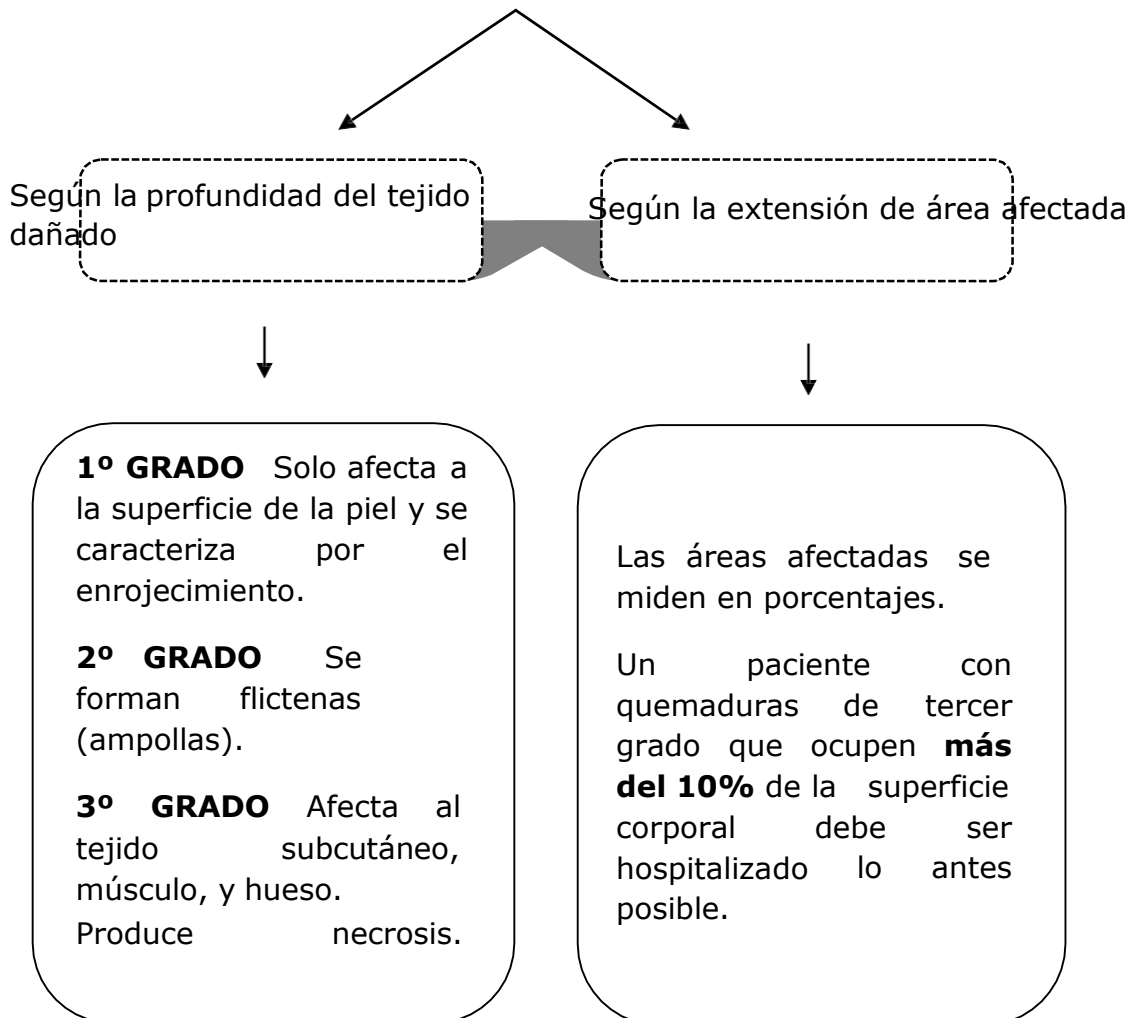 Según la profundidad del tejido
dañado
Según la extensión de área afectada
1º GRADO Solo afecta a
la superficie de la piel y se
caracteriza por el
enrojecimiento.
2º GRADO Se
forman flictenas
(ampollas).
3º GRADO Afecta al
tejido subcutáneo,
músculo, y hueso.
Produce necrosis.
Las áreas afectadas se
miden en porcentajes.
Un paciente con
quemaduras de tercer
grado que ocupen más
del 10% de la superficie
corporal debe ser
hospitalizado lo antes
posible.